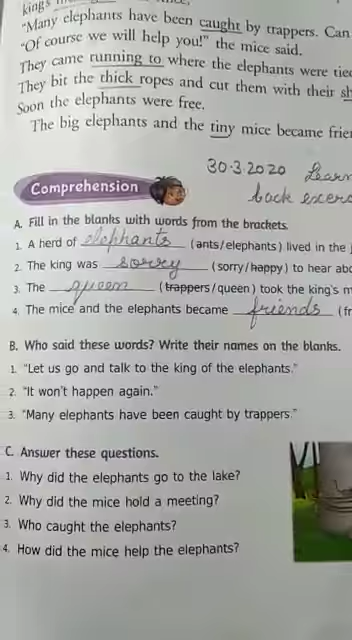 king's
"Many elephants have been caught by trappers. Can
"Of course we will help you!" the mice said.
They came running to where the elephants were tied
They bit the thick ropes and cut them with their sh
Soon the elephants were free.
The big elephants and the tiny mice became frie
30-3-2020 Learn
back exerc
Comprehension
A. Fill in the blanks with words from the brackets.
1. A herd of elephants (ants/elephants) lived in the j
2. The king was sorry (sorry/happy) to hear abo
3. The queen (trappers/queen) took the king's m
4. The mice and the elephants became friends (fr
B. Who said these words? Write their names on the blanks.
1. "Let us go and talk to the king of the elephants."
2. "It won't happen again."
3. "Many elephants have been caught by trappers."
C. Answer these questions.
1. Why did the elephants go to the lake?
2. Why did the mice hold a meeting?
3. Who caught the elephants?
4. How did the mice help the elephants?